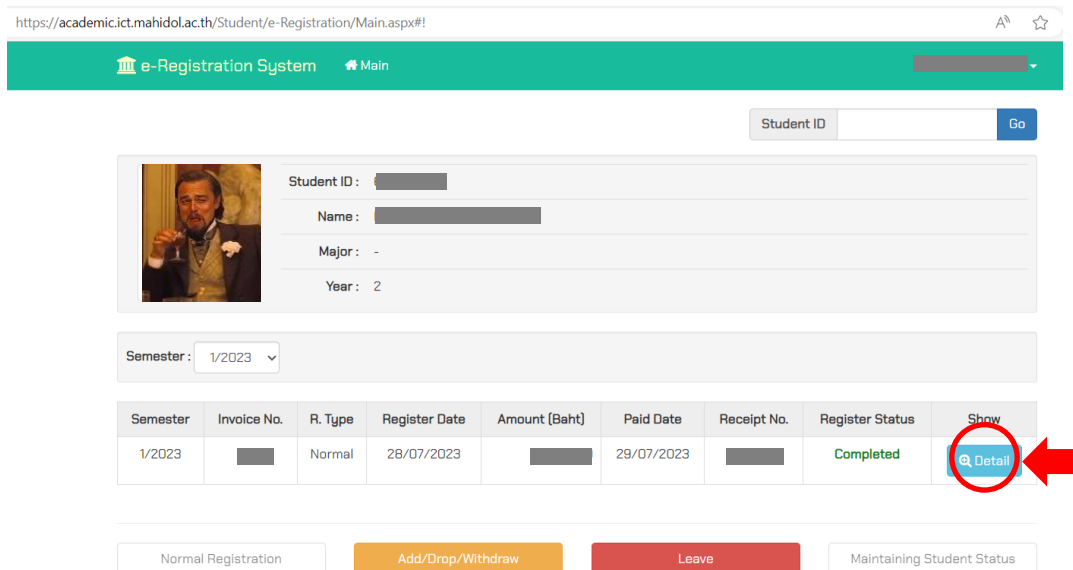 https://academic.ict.mahidol.ac.th/Student/e-Registration/Main.aspx#!
e-Registration System Main
Student ID Go
Student ID :
Name :
Major : -
Year : 2
Semester : 1/2023
Semester Invoice No. R. Type Register Date Amount (Baht) Paid Date Receipt No. Register Status Show
1/2023 Normal 28/07/2023 29/07/2023 Completed Detail
Normal Registration Add/Drop/Withdraw Leave Maintaining Student Status